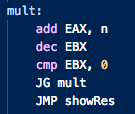 mult:
add EAX, n
dec EBX
cmp EBX, 0
JG mult
JMP showRes